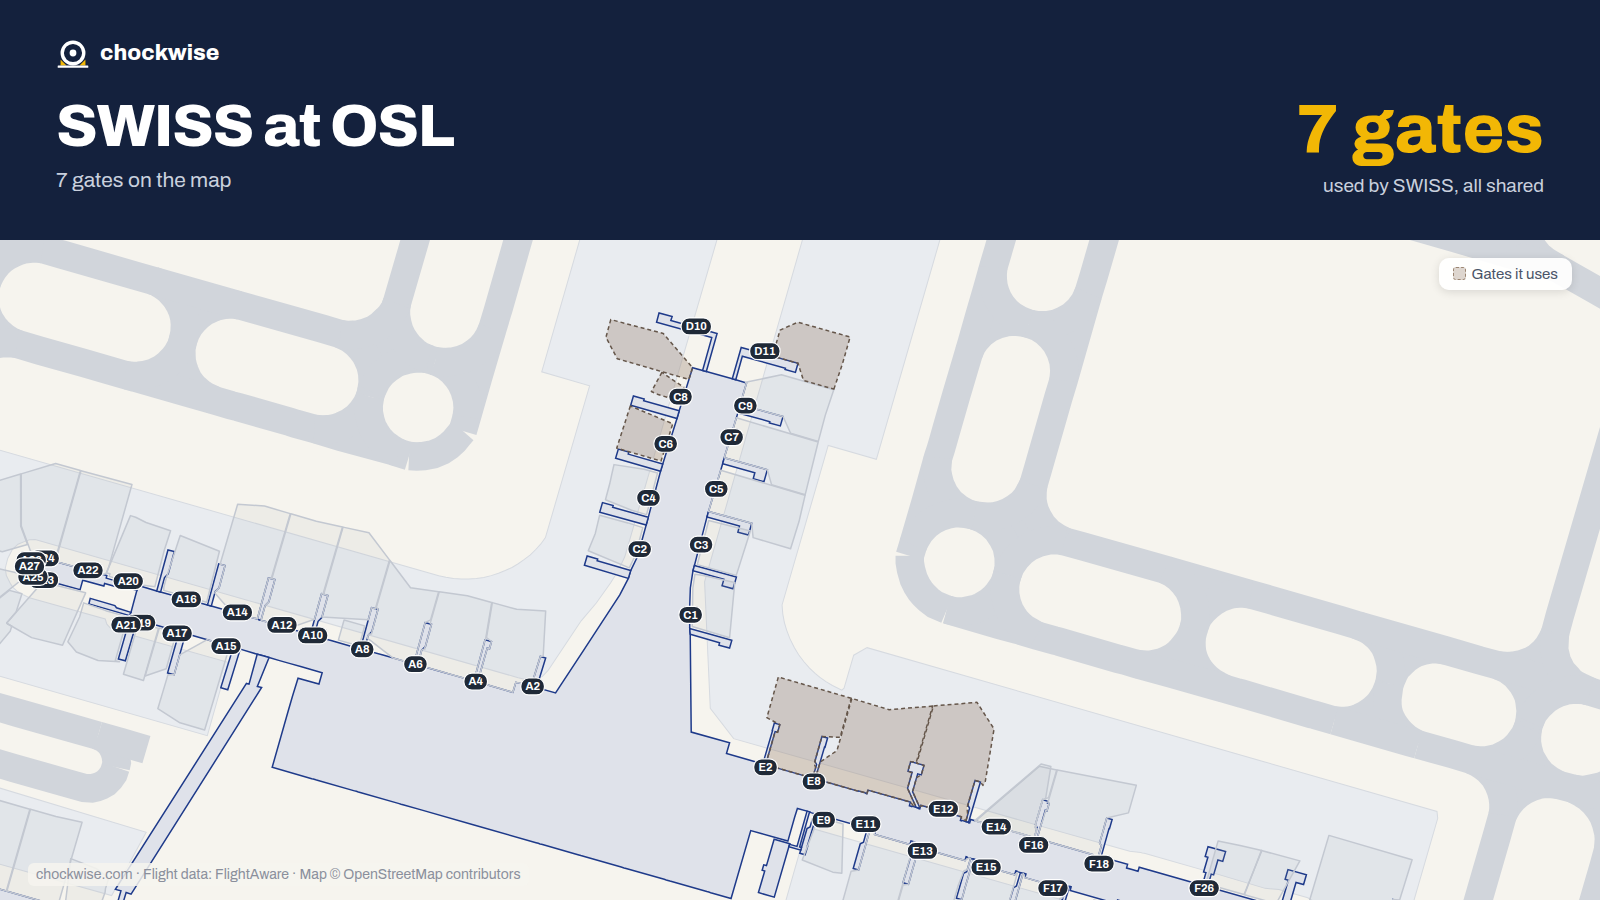 chockwise
SWISS at OSL
7 gates on the map
7 gates
used by SWISS, all shared
Gates it uses
D10
D11
C8
C9
C7
C6
C5
C4
C3
C2
C1
A27
A25
A22
A20
A16
A14
A21
A17
A12
A10
A15
A8
A6
A4
A2
E2
E8
E12
E9
E11
E14
F16
E13
E15
F18
F17
F26
chockwise.com · Flight data: FlightAware · Map © OpenStreetMap contributors